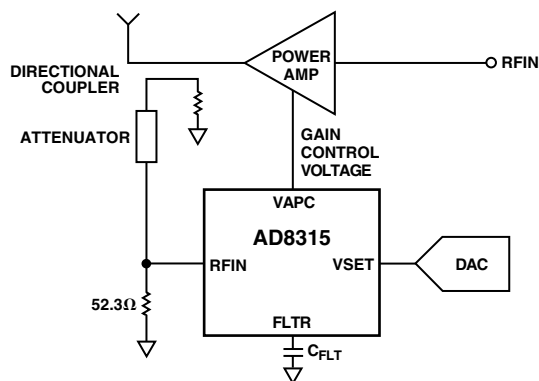 POWER
AMP
RFIN
DIRECTIONAL
COUPLER
ATTENUATOR
GAIN
CONTROL
VOLTAGE
VAPC
AD8315
RFIN
VSET
DAC
52.3Ω
FLTR
CFLT